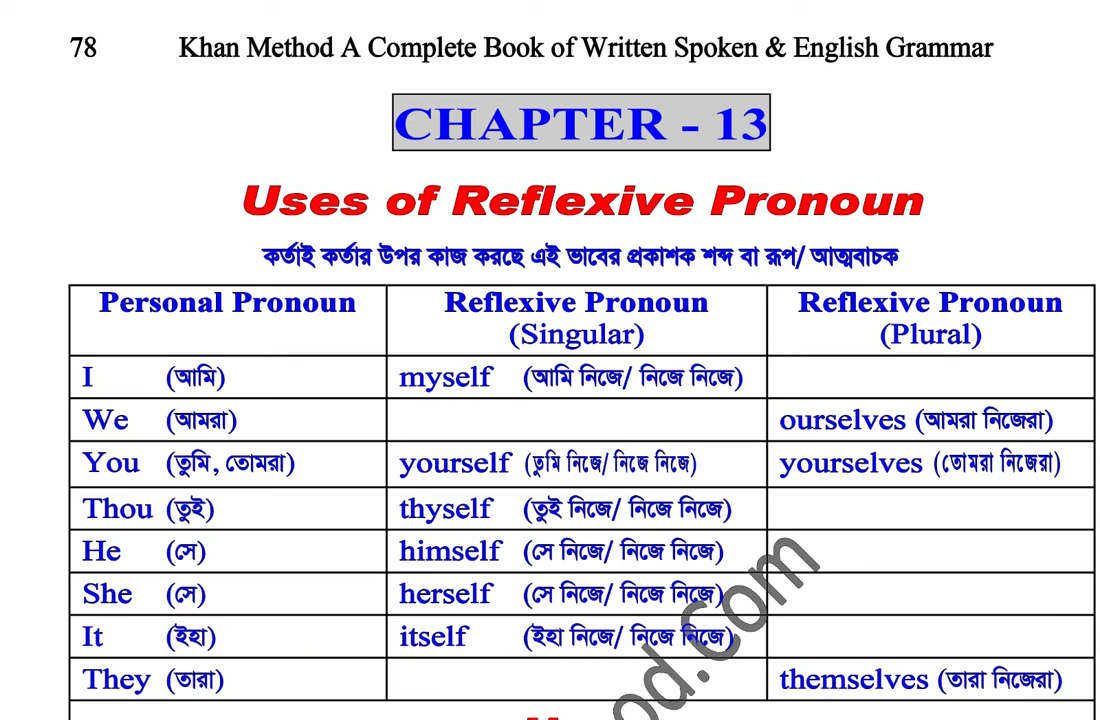 78 Khan Method A Complete Book of Written Spoken & English Grammar
CHAPTER - 13
Uses of Reflexive Pronoun
কর্তাই কর্তার উপর কাজ করছে এই ভাবের প্রকাশক শব্দ বা রূপ/ আত্মবাচক
Personal Pronoun Reflexive Pronoun (Singular) Reflexive Pronoun (Plural)
I (আমি) myself (আমি নিজে/ নিজে নিজে)
We (আমরা) ourselves (আমরা নিজেরা)
You (তুমি, তোমরা) yourself (তুমি নিজে/ নিজে নিজে) yourselves (তোমরা নিজেরা)
Thou (তুই) thyself (তুই নিজে/ নিজে নিজে)
He (সে) himself (সে নিজে/ নিজে নিজে)
She (সে) herself (সে নিজে/ নিজে নিজে)
It (ইহা) itself (ইহা নিজে/ নিজে নিজে)
They (তারা) themselves (তারা নিজেরা)
od.Com